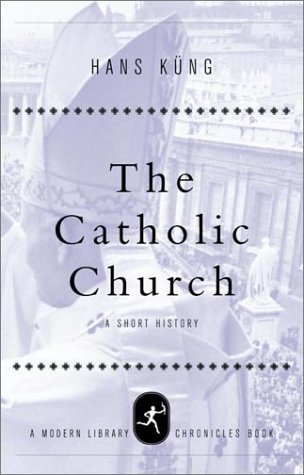 HANS KÜNG
The
Catholic
Church
A SHORT HISTORY
A MODERN LIBRARY CHRONICLES BOOK